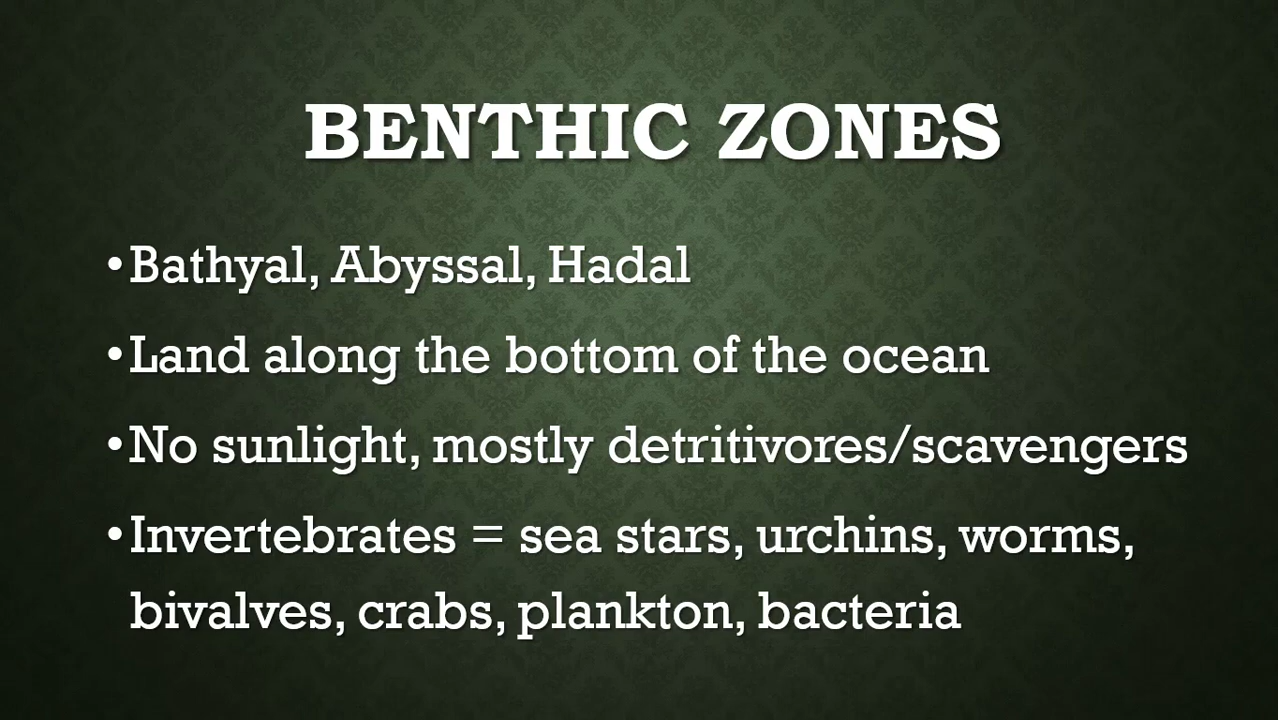 BENTHIC ZONES
•Bathyal, Abyssal, Hadal
•Land along the bottom of the ocean
•No sunlight, mostly detritivores/scavengers
•Invertebrates = sea stars, urchins, worms,
bivalves, crabs, plankton, bacteria